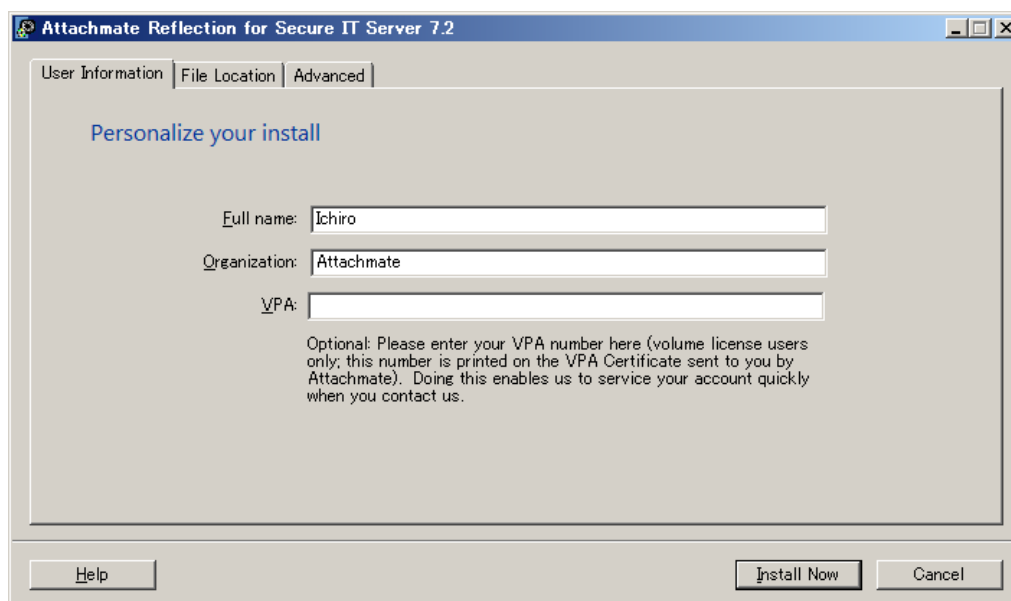 Attachmate Reflection for Secure IT Server 7.2
User Information File Location Advanced
Personalize your install
Full name: Ichiro
Organization: Attachmate
VPA:
Optional: Please enter your VPA number here (volume license users
only; this number is printed on the VPA Certificate sent to you by
Attachmate). Doing this enables us to service your account quickly
when you contact us.
Help Install Now Cancel